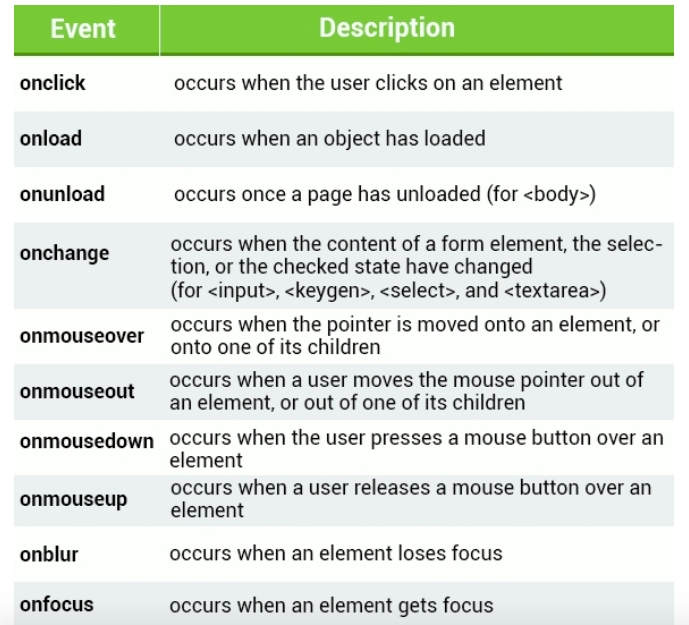 Event Description
onclick occurs when the user clicks on an element
onload occurs when an object has loaded
onunload occurs once a page has unloaded (for <body>)
onchange occurs when the content of a form element, the selec-
tion, or the checked state have changed
(for <input>, <keygen>, <select>, and <textarea>)
onmouseover occurs when the pointer is moved onto an element, or
onto one of its children
onmouseout occurs when a user moves the mouse pointer out of
an element, or out of one of its children
onmousedown occurs when the user presses a mouse button over an
element
onmouseup occurs when a user releases a mouse button over an
element
onblur occurs when an element loses focus
onfocus occurs when an element gets focus